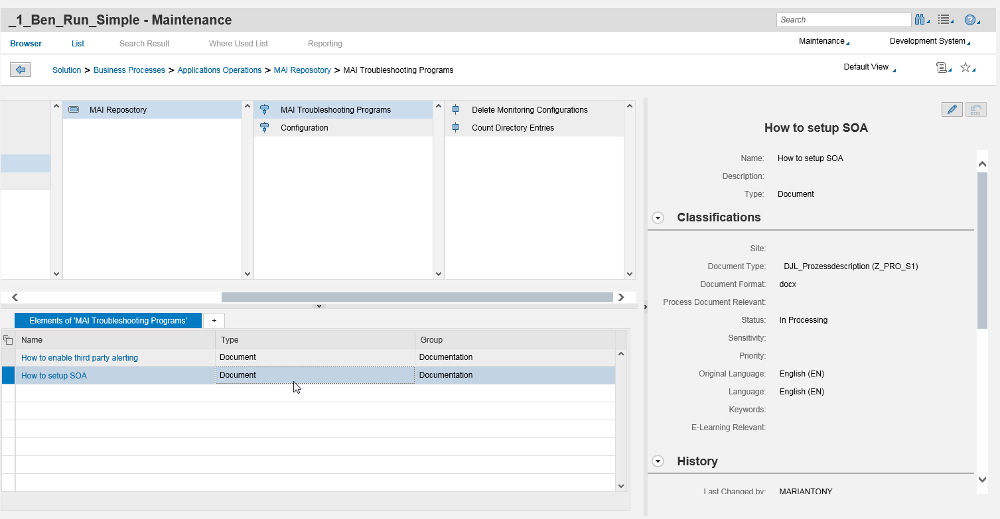 _1_Ben_Run_Simple - Maintenance
Search
Browser List Search Result Where Used List Reporting
Maintenance Development System
Solution > Business Processes > Applications Operations > MAI Reposotory > MAI Troubleshooting Programs
Default View
MAI Reposotory
MAI Troubleshooting Programs
Configuration
Delete Monitoring Configurations
Count Directory Entries
Elements of 'MAI Troubleshooting Programs' +
Name Type Group
How to enable third party alerting Document Documentation
How to setup SOA Document Documentation
How to setup SOA
Name: How to setup SOA
Description:
Type: Document
Classifications
Site:
Document Type: DJL_Prozessdescription (Z_PRO_S1)
Document Format: docx
Process Document Relevant:
Status: In Processing
Sensitivity:
Priority:
Original Language: English (EN)
Language: English (EN)
Keywords:
E-Learning Relevant:
History
Last Changed by: MARIANTONY